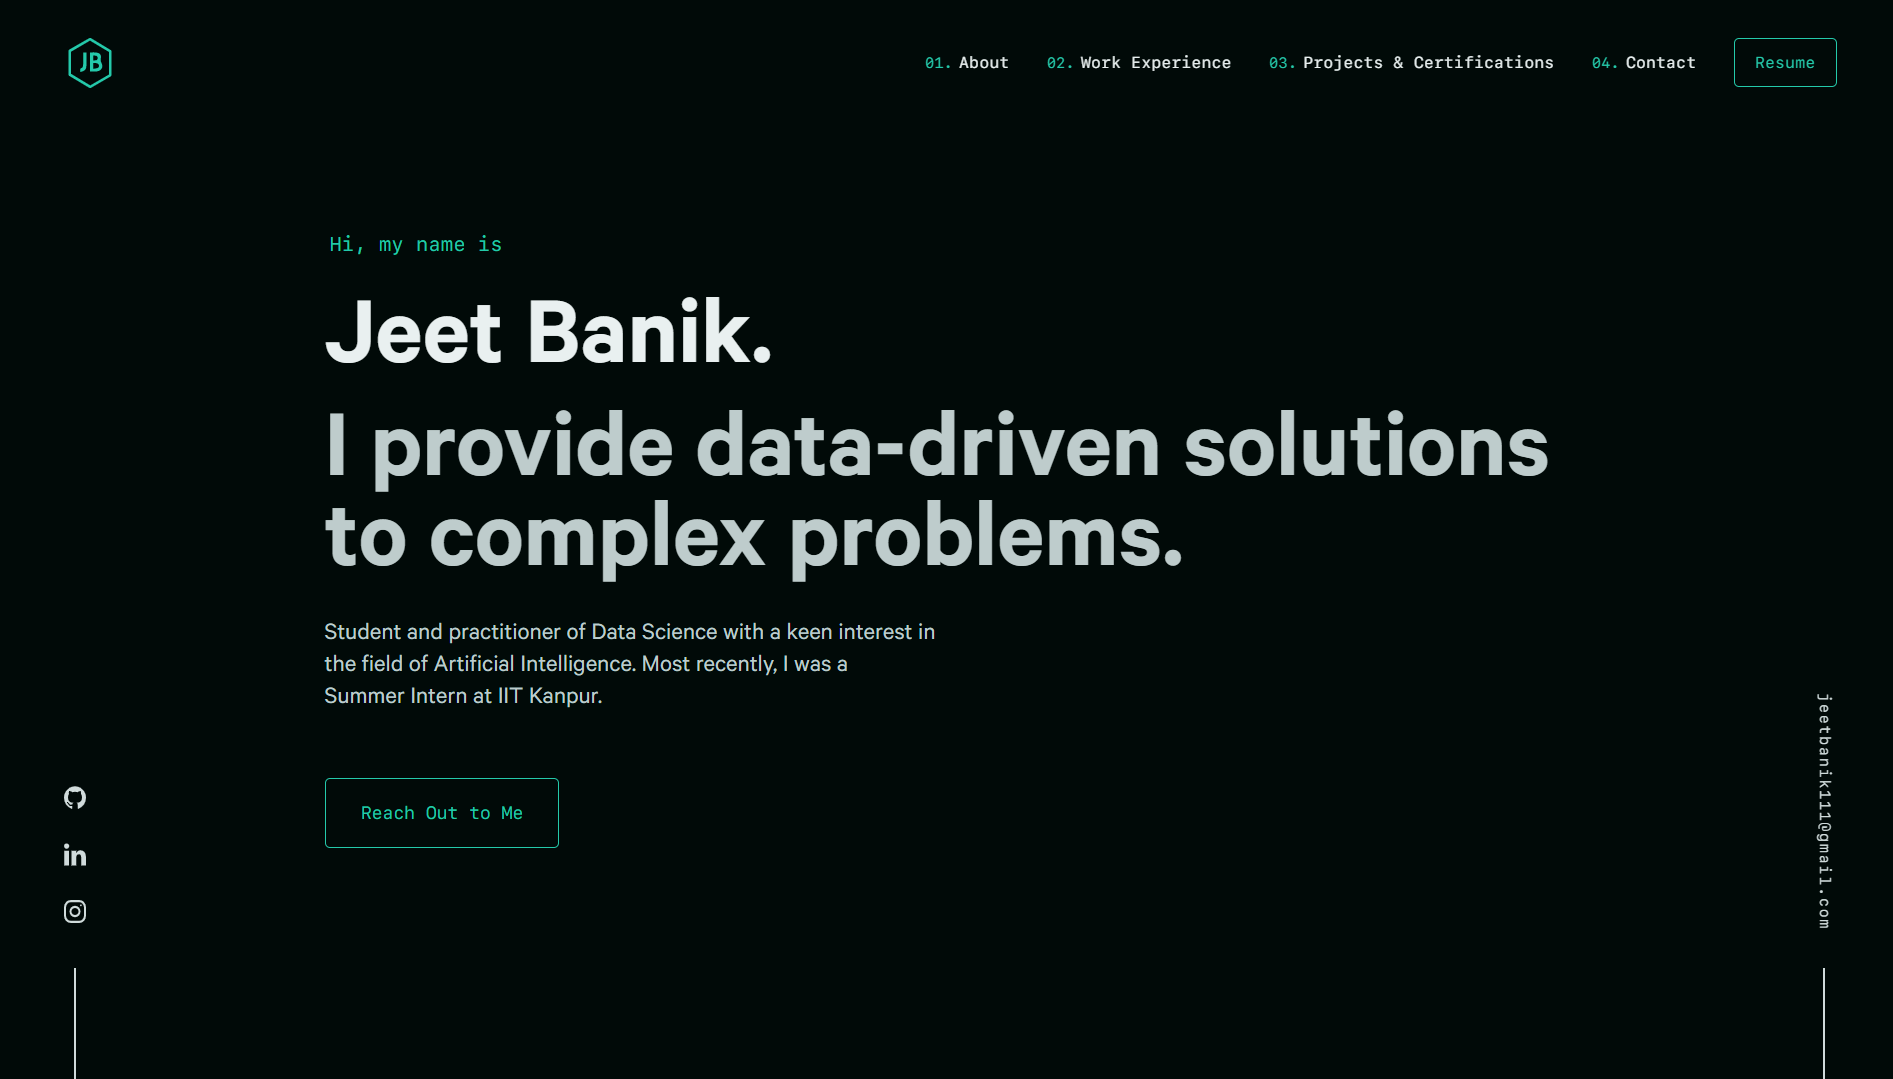 JB
01. About
02. Work Experience
03. Projects & Certifications
04. Contact
Resume
Hi, my name is
Jeet Banik.
I provide data-driven solutions
to complex problems.
Student and practitioner of Data Science with a keen interest in
the field of Artificial Intelligence. Most recently, I was a
Summer Intern at IIT Kanpur.
Reach Out to Me
in
jeetbanik111@gmail.com